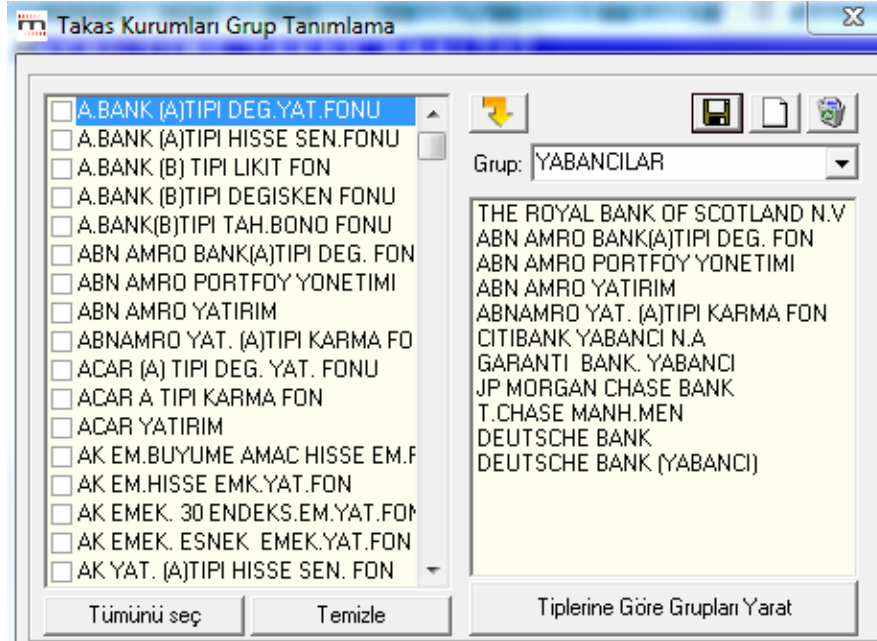 Takas Kurumları Grup Tanımlama
A.BANK (A)TIPI DEG.YAT.FONU
A.BANK (A)TIPI HISSE SEN.FONU
A.BANK (B) TIPI LIKIT FON
A.BANK (B)TIPI DEGISKEN FONU
A.BANK(B)TIPI TAH.BONO FONU
ABN AMRO BANK(A)TIPI DEG. FON
ABN AMRO PORTFOY YONETIMI
ABN AMRO YATIRIM
ABNAMRO YAT. (A)TIPI KARMA FO
ACAR (A) TIPI DEG. YAT. FONU
ACAR A TIPI KARMA FON
ACAR YATIRIM
AK EM.BUYUME AMAC HISSE EM.F
AK EM.HISSE EMK.YAT.FON
AK EMEK. 30 ENDEKS.EM.YAT.FON
AK EMEK. ESNEK EMEK.YAT.FON
AK YAT. (A)TIPI HISSE SEN. FON
Tümünü seç
Temizle
Grup: YABANCILAR
THE ROYAL BANK OF SCOTLAND N.V
ABN AMRO BANK(A)TIPI DEG. FON
ABN AMRO PORTFOY YONETIMI
ABN AMRO YATIRIM
ABNAMRO YAT. (A)TIPI KARMA FON
CITIBANK YABANCI N.A
GARANTI BANK. YABANCI
JP MORGAN CHASE BANK
T.CHASE MANH.MEN
DEUTSCHE BANK
DEUTSCHE BANK (YABANCI)
Tiplerine Göre Grupları Yarat